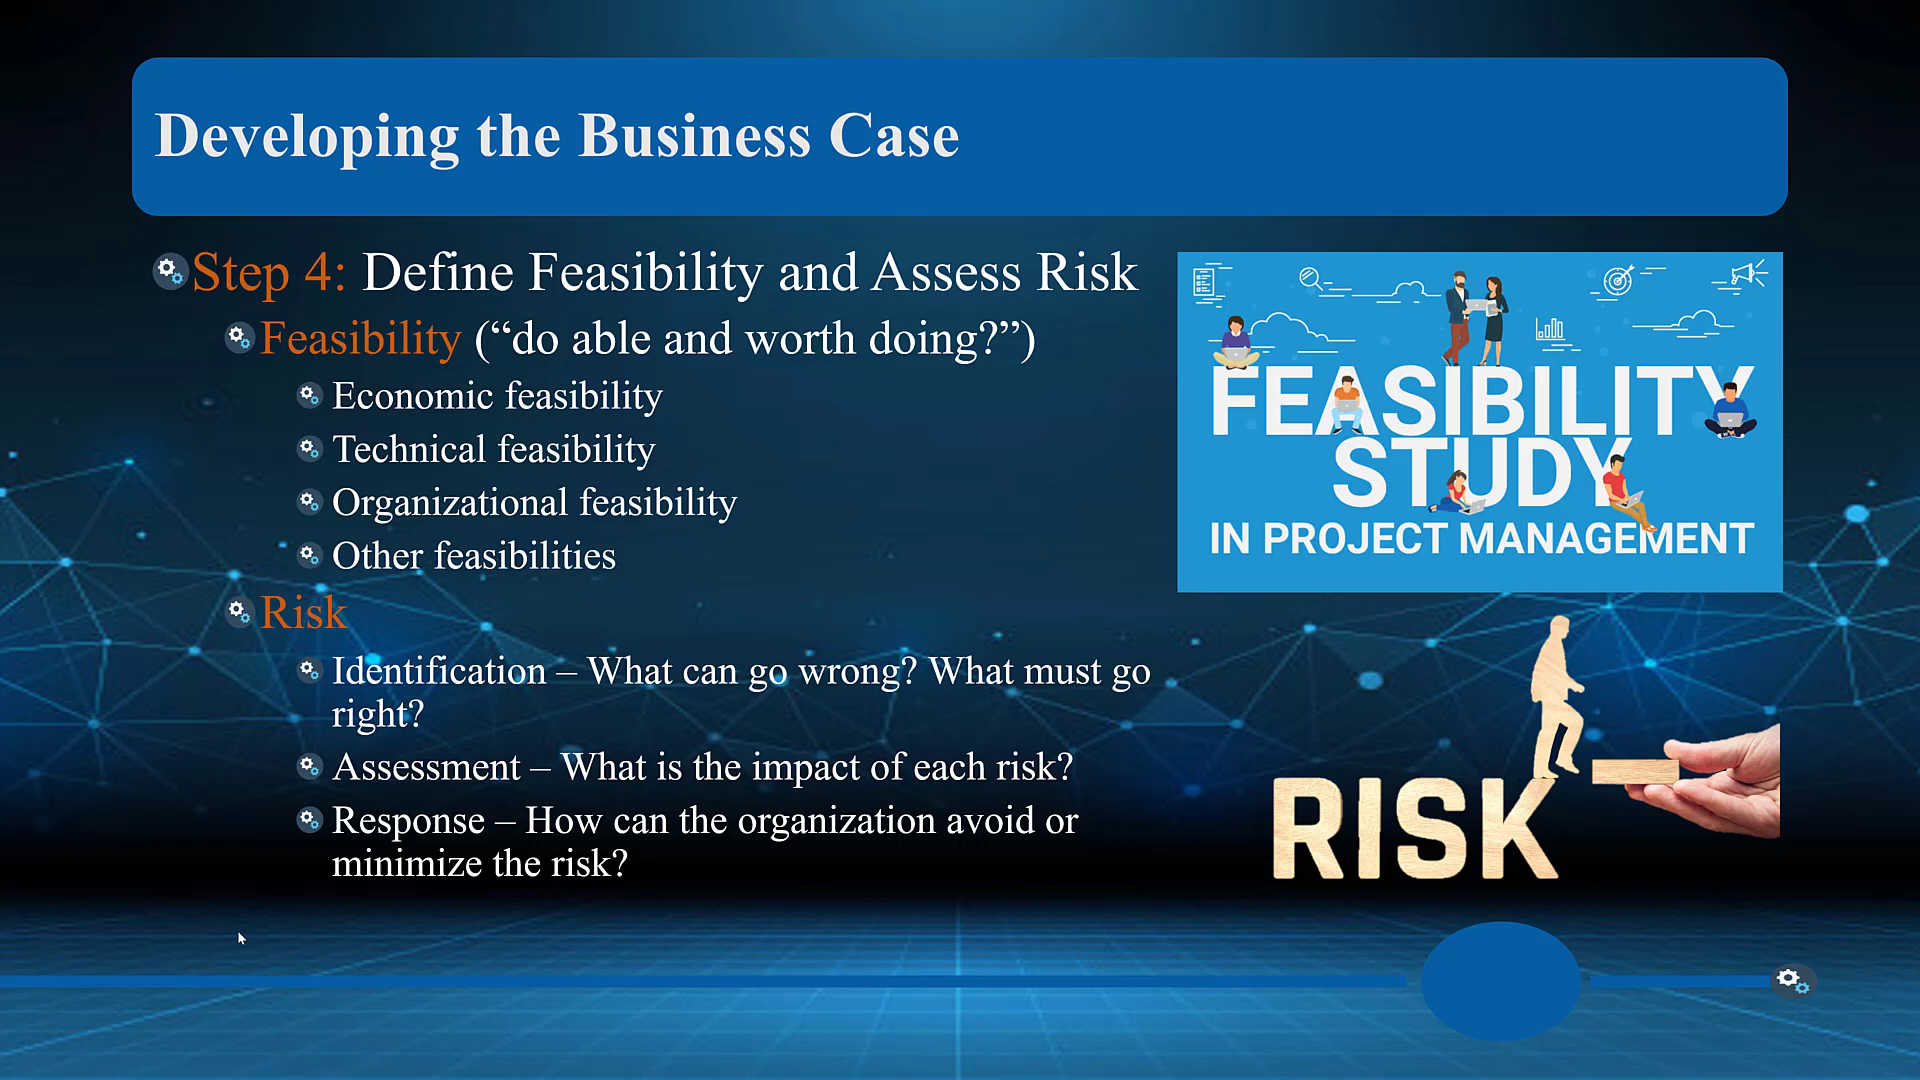 Developing the Business Case
Step 4: Define Feasibility and Assess Risk
Feasibility (“do able and worth doing?”)
Economic feasibility
Technical feasibility
Organizational feasibility
Other feasibilities
Risk
Identification – What can go wrong? What must go
right?
Assessment – What is the impact of each risk?
Response – How can the organization avoid or
minimize the risk?
FEASIBILITY
STUDY
IN PROJECT MANAGEMENT
RISK